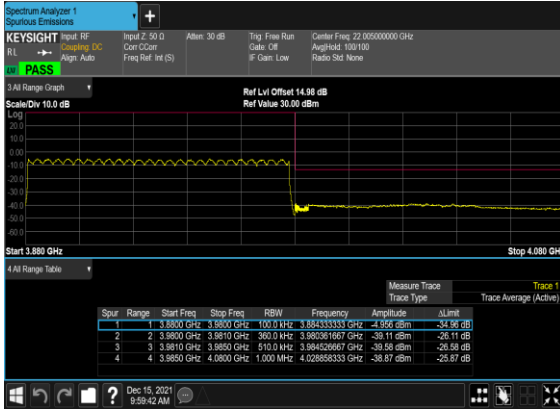 Spectrum Analyzer 1
Spurious Emissions
+
KEYSIGHT Input: RF Input Z: 50 Ω Atten: 30 dB Trig: Free Run Center Freq: 22.005000000 GHz
RL Coupling: DC Corr CCorr Gate: Off Avg|Hold: 100/100
Align: Auto Freq Ref: Int (S) IF Gain: Low Radio Std: None
PASS
3 All Range Graph Ref Lvl Offset 14.98 dB
Scale/Div 10.0 dB Ref Value 30.00 dBm
Log
20.0
10.0
0.00
-10.0
-20.0
-30.0
-40.0
-50.0
-60.0
Start 3.880 GHz Stop 4.080 GH
4 All Range Table
Measure Trace Trace 1
Trace Type Trace Average (Active)
Spur Range Start Freq Stop Freq RBW Frequency Amplitude ΔLimit
1 1 3.8800 GHz 3.9800 GHz 100.0 kHz 3.884333333 GHz -4.956 dBm -34.96 dB
2 2 3.9800 GHz 3.9810 GHz 360.0 kHz 3.980361667 GHz -39.11 dBm -26.11 dB
3 3 3.9810 GHz 3.9850 GHz 510.0 kHz 3.984526667 GHz -39.58 dBm -26.58 dB
4 4 3.9850 GHz 4.0800 GHz 1.000 MHz 4.028858333 GHz -38.87 dBm -25.87 dB
? Dec 15, 2021
9:59:42 AM